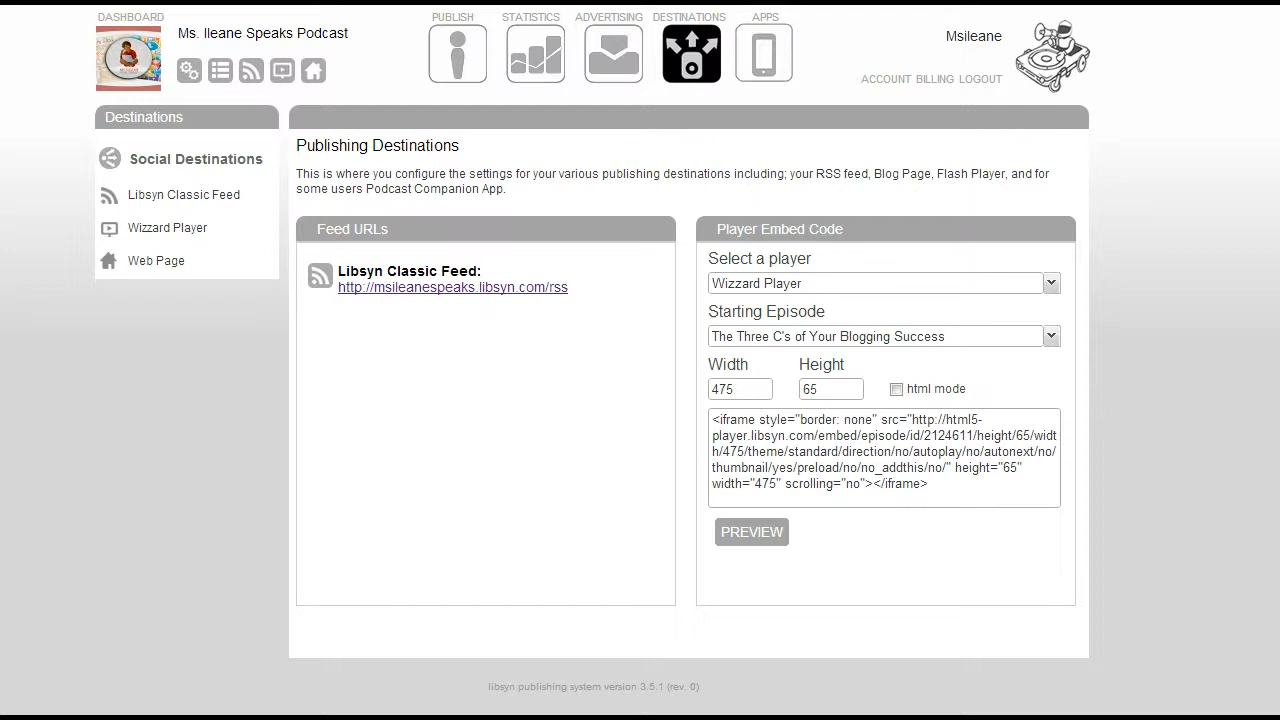 DASHBOARD
Ms. Ileane Speaks Podcast
PUBLISH
STATISTICS
ADVERTISING
DESTINATIONS
APPS
Msileane
ACCOUNT BILLING LOGOUT
Destinations
Social Destinations
Libsyn Classic Feed
Wizzard Player
Web Page
Publishing Destinations
This is where you configure the settings for your various publishing destinations including; your RSS feed, Blog Page, Flash Player, and for
some users Podcast Companion App.
Feed URLs
Libsyn Classic Feed:
http://msileanespeaks.libsyn.com/rss
Player Embed Code
Select a player
Wizzard Player
Starting Episode
The Three C's of Your Blogging Success
Width
Height
475
65
html mode
<iframe style="border: none" src="http://html5-
player.libsyn.com/embed/episode/id/2124611/height/65/widt
h/475/theme/standard/direction/no/autoplay/no/autonext/no/
thumbnail/yes/preload/no/no_addthis/no/" height="65"
width="475" scrolling="no"></iframe>
PREVIEW
libsyn publishing system version 3.5.1 (rev. 0)